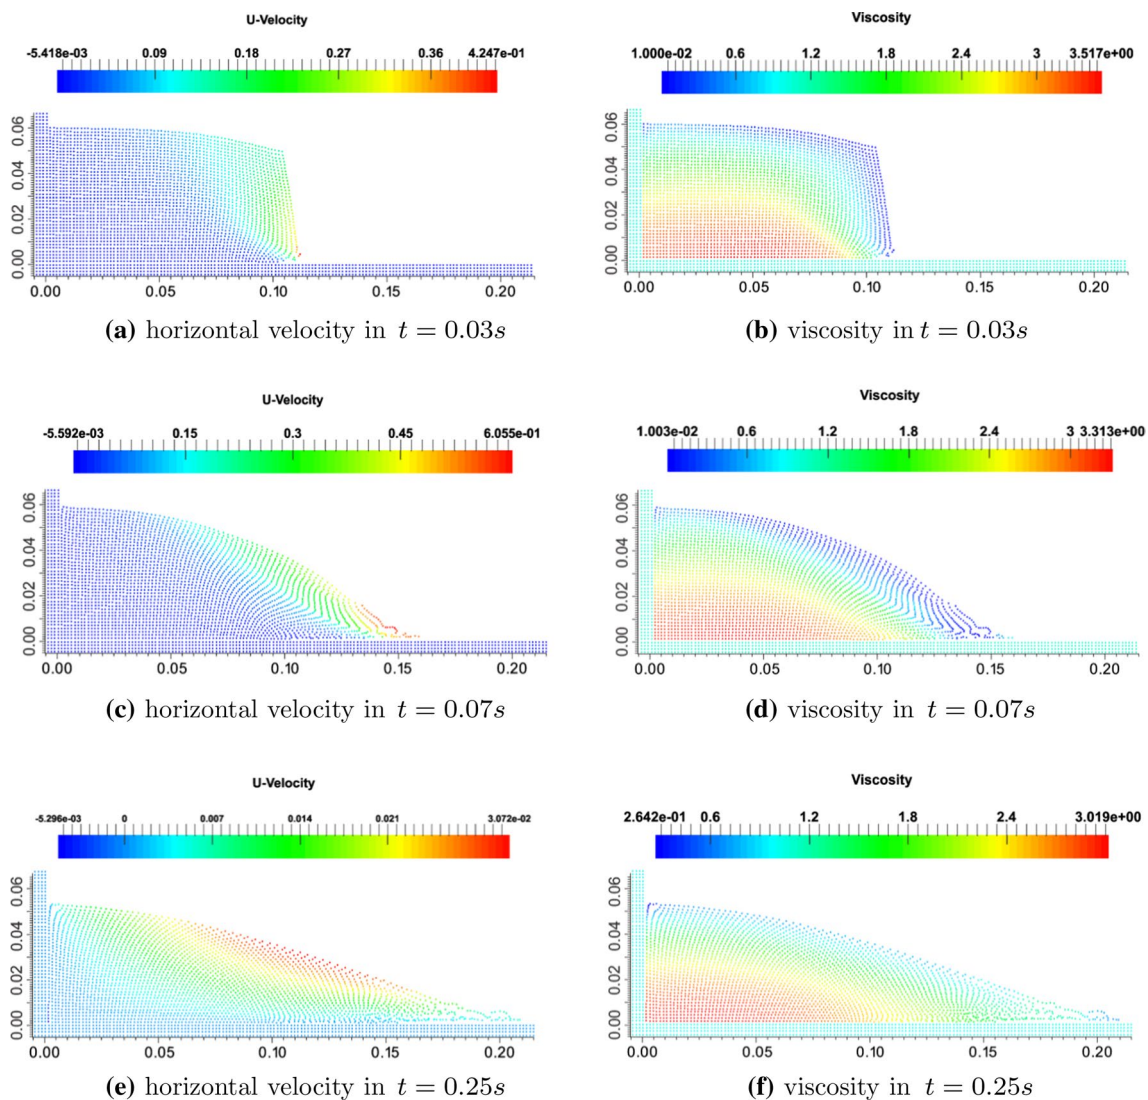 U-Velocity
-5.418e-03 0.09 0.18 0.27 0.36 4.247e-01
0.06
0.04
0.02
0.00
0.00 0.05 0.10 0.15 0.20
(a) horizontal velocity in t = 0.03s
Viscosity
1.000e-02 0.6 1.2 1.8 2.4 3 3.517e+00
0.06
0.04
0.02
0.00
0.00 0.05 0.10 0.15 0.20
(b) viscosity in t = 0.03s
U-Velocity
-5.592e-03 0.15 0.3 0.45 6.055e-01
0.06
0.04
0.02
0.00
0.00 0.05 0.10 0.15 0.20
(c) horizontal velocity in t = 0.07s
Viscosity
1.003e-02 0.6 1.2 1.8 2.4 3 3.313e+00
0.06
0.04
0.02
0.00
0.00 0.05 0.10 0.15 0.20
(d) viscosity in t = 0.07s
U-Velocity
-5.296e-03 0 0.007 0.014 0.021 3.072e-02
0.06
0.04
0.02
0.00
0.00 0.05 0.10 0.15 0.20
(e) horizontal velocity in t = 0.25s
Viscosity
2.642e-01 0.6 1.2 1.8 2.4 3.019e+00
0.06
0.04
0.02
0.00
0.00 0.05 0.10 0.15 0.20
(f) viscosity in t = 0.25s